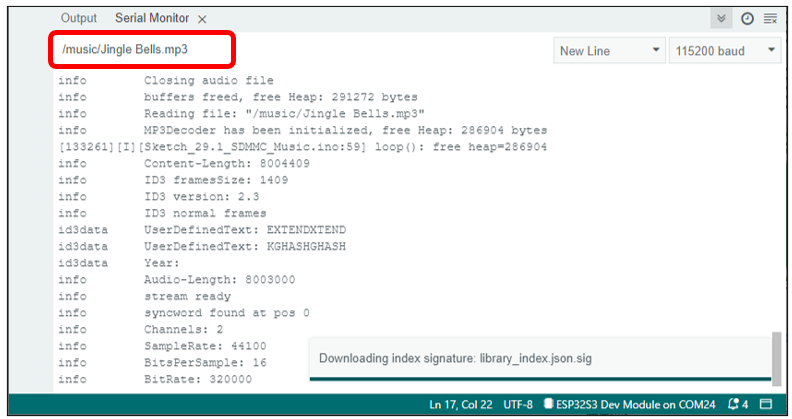 Output Serial Monitor
/music/Jingle Bells.mp3 New Line 115200 baud
info Closing audio file
info buffers freed, free Heap: 291272 bytes
info Reading file: "/music/Jingle Bells.mp3"
info MP3Decoder has been initialized, free Heap: 286904 bytes
[133261][I][Sketch_29.1_SDMMC_Music.ino:59] loop(): free heap=286904
info Content-Length: 8004409
info ID3 framesSize: 1409
info ID3 version: 2.3
info ID3 normal frames
id3data UserDefinedText: EXTENDXTEND
id3data UserDefinedText: KGHASHGHASH
id3data Year:
info Audio-Length: 8003000
info stream ready
info syncword found at pos 0
info Channels: 2
info SampleRate: 44100
info BitsPerSample: 16
info BitRate: 320000
Downloading index signature: library_index.json.sig
Ln 17, Col 22 UTF-8 ESP32S3 Dev Module on COM24 4